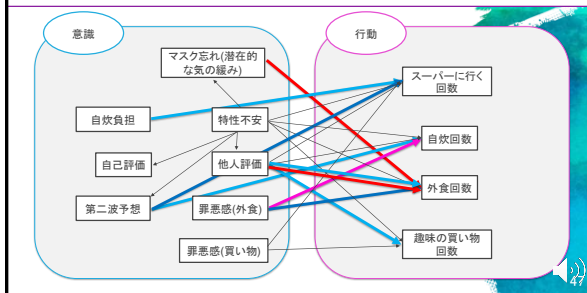 意識
行動
マスク忘れ(潜在的
な気の緩み)
スーパーに行く
回数
自炊負担
特性不安
自炊回数
自己評価
他人評価
外食回数
第二波予想
罪悪感(外食)
趣味の買い物
回数
罪悪感(買い物)
47